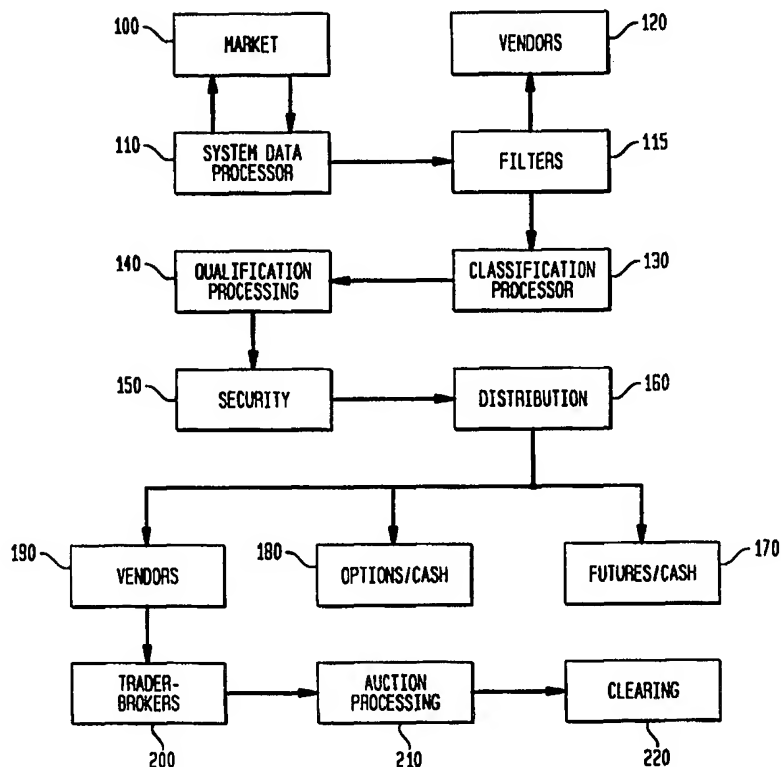 100
MARKET
VENDORS
120
110
SYSTEM DATA
PROCESSOR
FILTERS
115
140
QUALIFICATION
PROCESSING
CLASSIFICATION
PROCESSOR
130
150
SECURITY
DISTRIBUTION
160
190
VENDORS
180
OPTIONS/CASH
FUTURES/CASH
170
TRADER-
BROKERS
AUCTION
PROCESSING
CLEARING
200
210
220